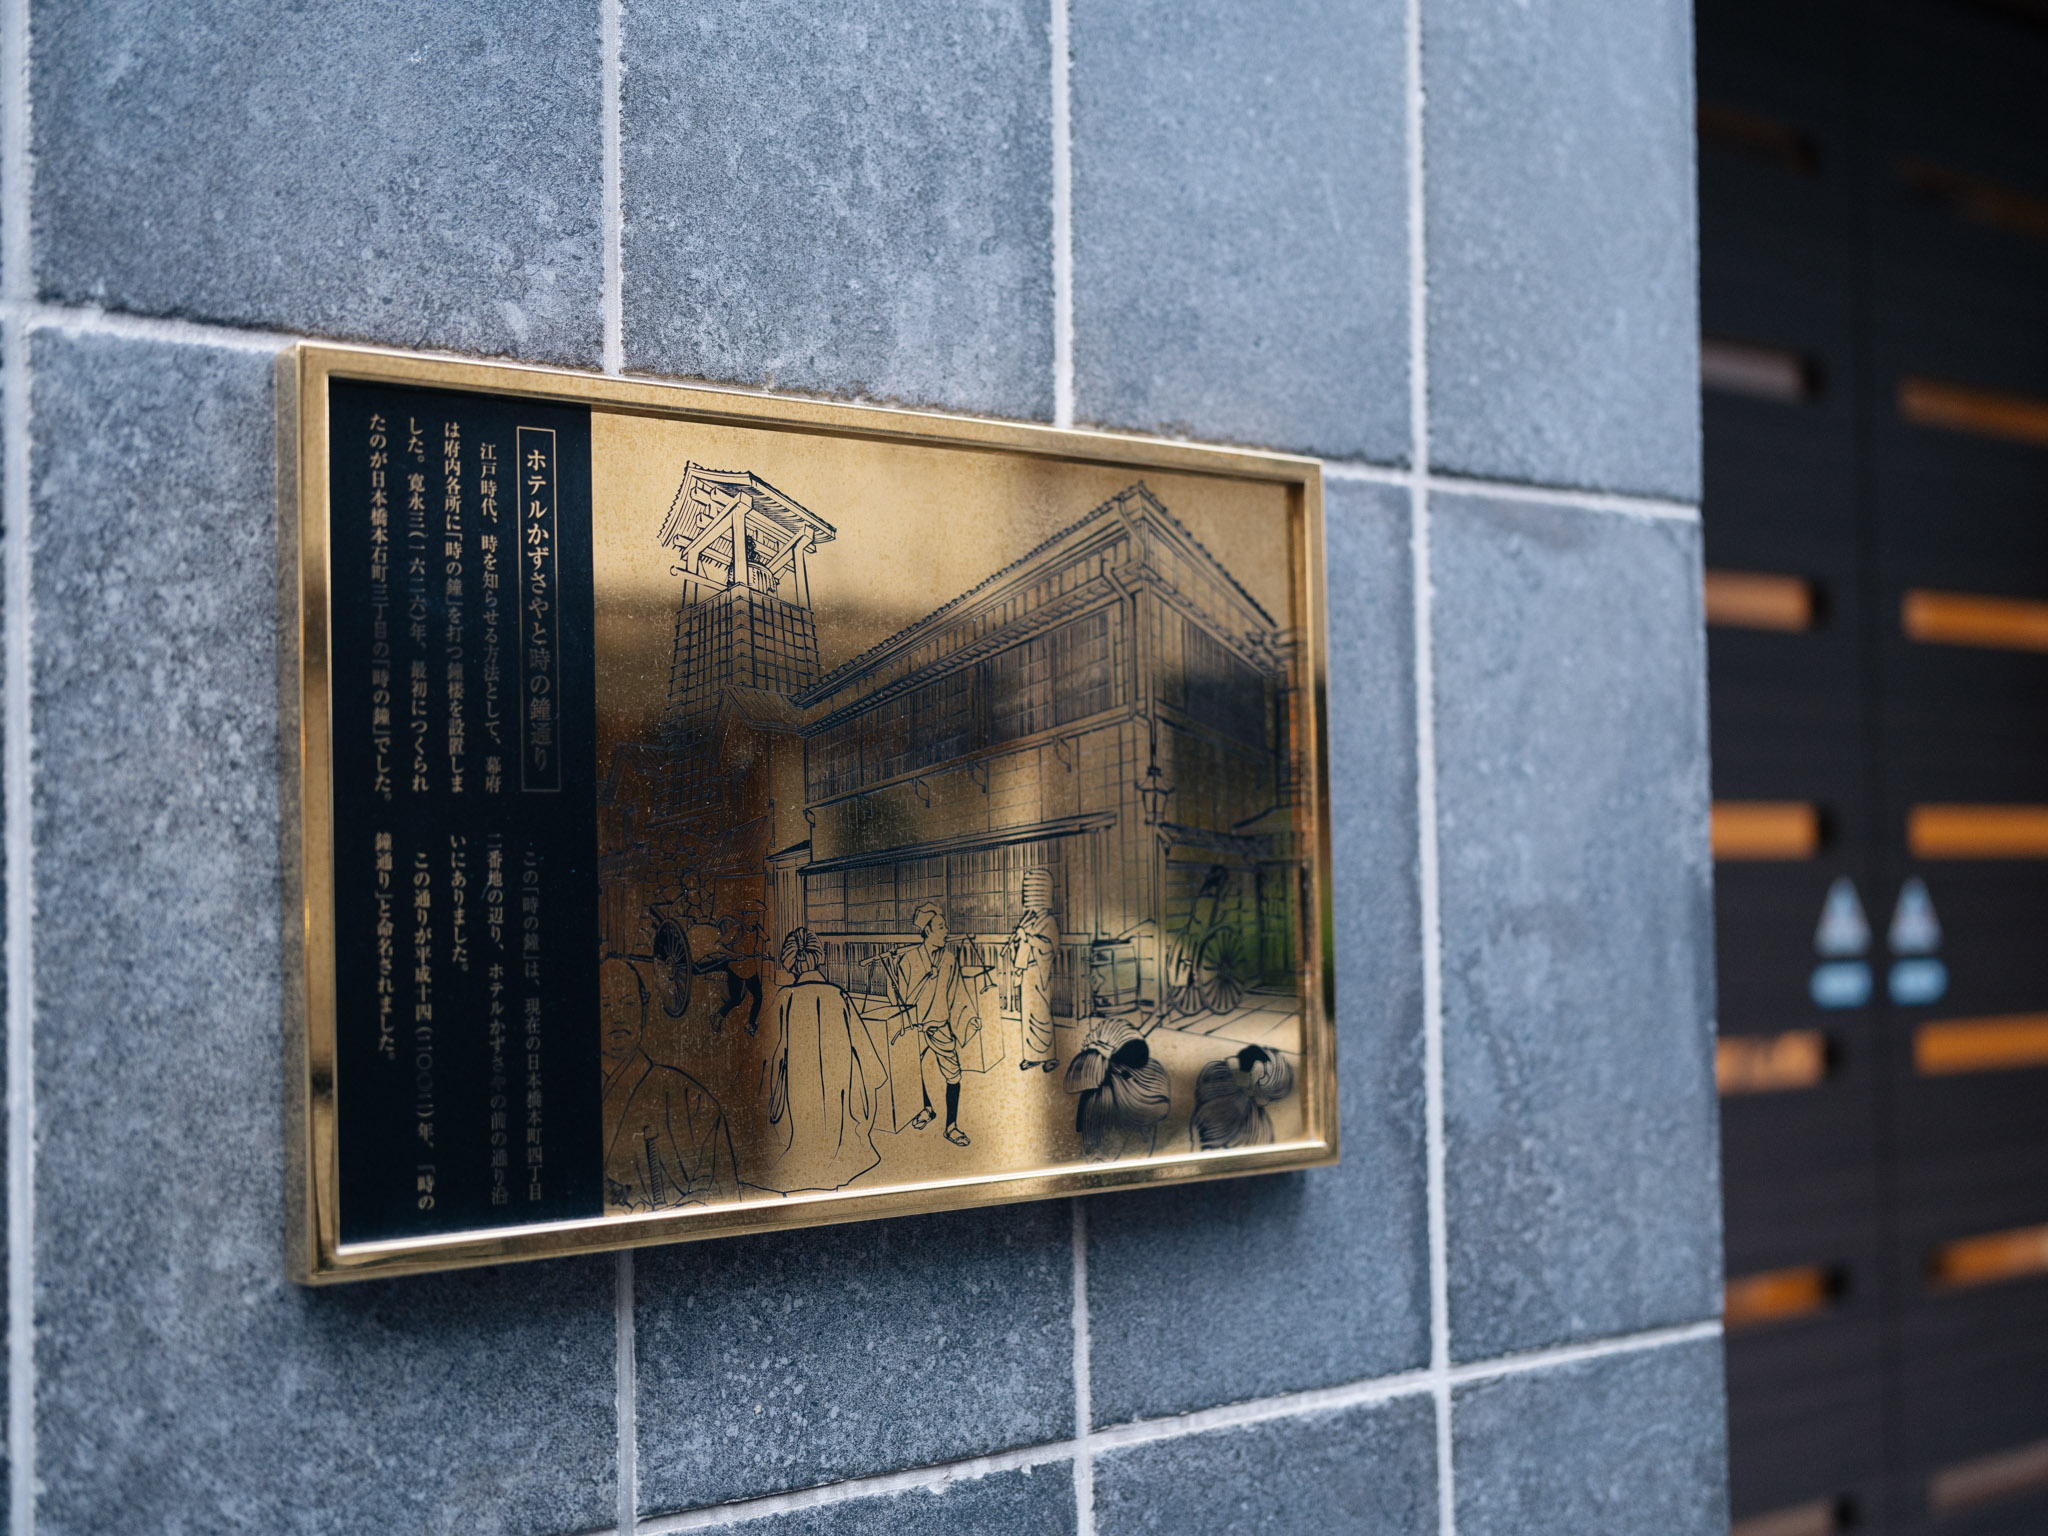 ホテルかずさやと時の鐘通り
江戸時代、時を知らせる方法として、幕府
は府内各所に「時の鐘」を打つ鐘楼を設置しま
した。寛永三(一六二六)年、最初につくられ
たのが日本橋本石町三丁目の「時の鐘」でした。
この「時の鐘」は、現在の日本橋本町四丁目
二番地の辺り、ホテルかずさやの前の通り沿
いにありました。
この通りが平成十四(二〇〇二)年、「時の
鐘通り」と命名されました。